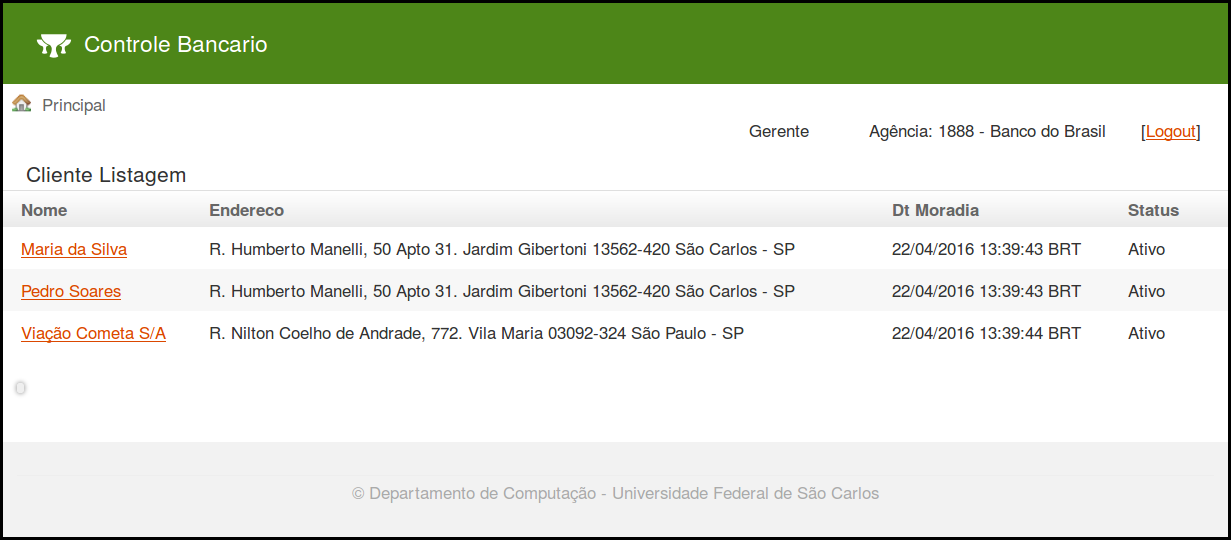 Controle Bancario
Principal
Gerente Agência: 1888 - Banco do Brasil [Logout]
Cliente Listagem
Nome Endereco Dt Moradia Status
Maria da Silva R. Humberto Manelli, 50 Apto 31. Jardim Gibertoni 13562-420 São Carlos - SP 22/04/2016 13:39:43 BRT Ativo
Pedro Soares R. Humberto Manelli, 50 Apto 31. Jardim Gibertoni 13562-420 São Carlos - SP 22/04/2016 13:39:43 BRT Ativo
Viação Cometa S/A R. Nilton Coelho de Andrade, 772. Vila Maria 03092-324 São Paulo - SP 22/04/2016 13:39:44 BRT Ativo
© Departamento de Computação - Universidade Federal de São Carlos